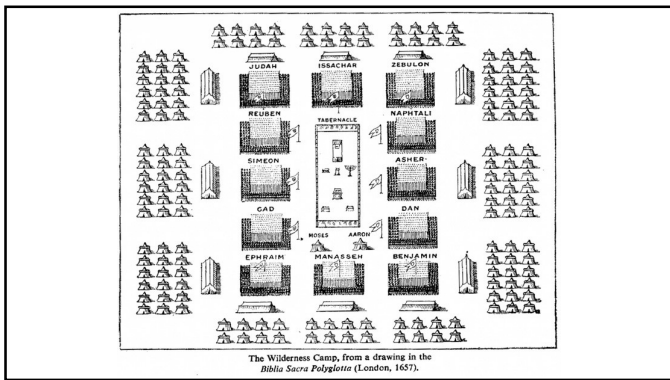 JUDAH ISSACHAR ZEBULON
REUBEN TABERNACLE NAPHTALI
SIMEON ASHER
GAD DAN
MOSES AARON
EPHRAIM MANASSEH BENJAMIN
The Wilderness Camp, from a drawing in the
Biblia Sacra Polyglotta (London, 1657).